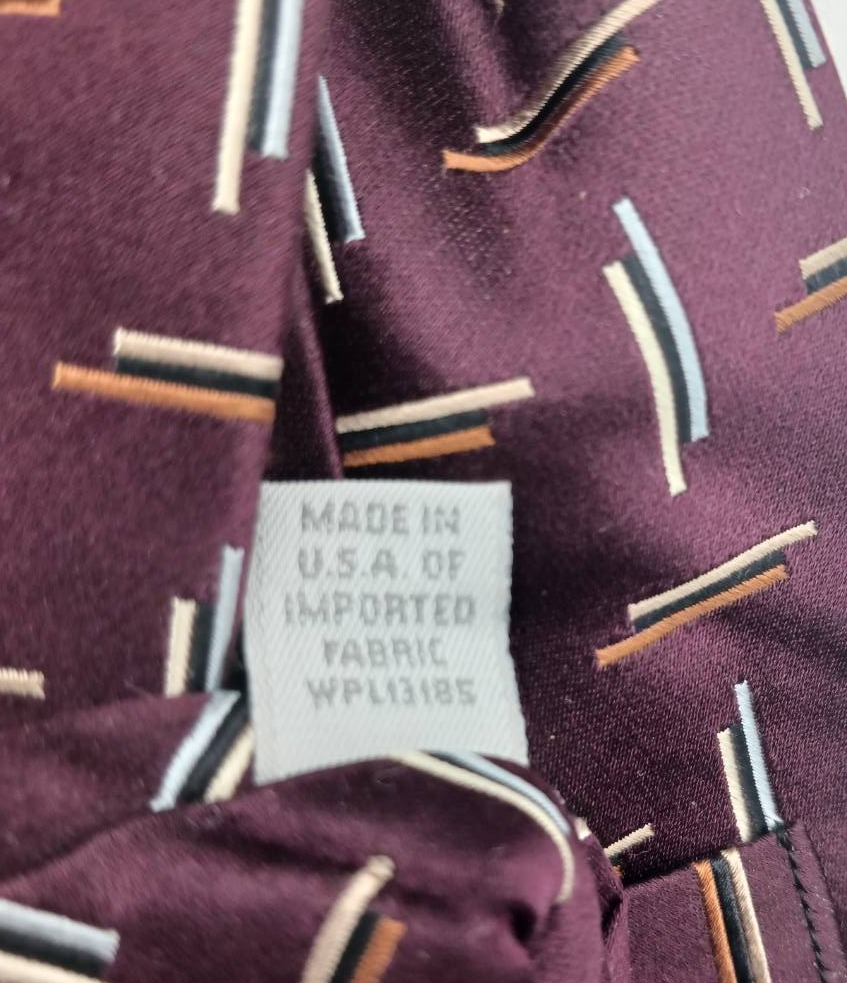 MADE IN
U.S.A. OF
IMPORTED
FABRIC
WPL13185